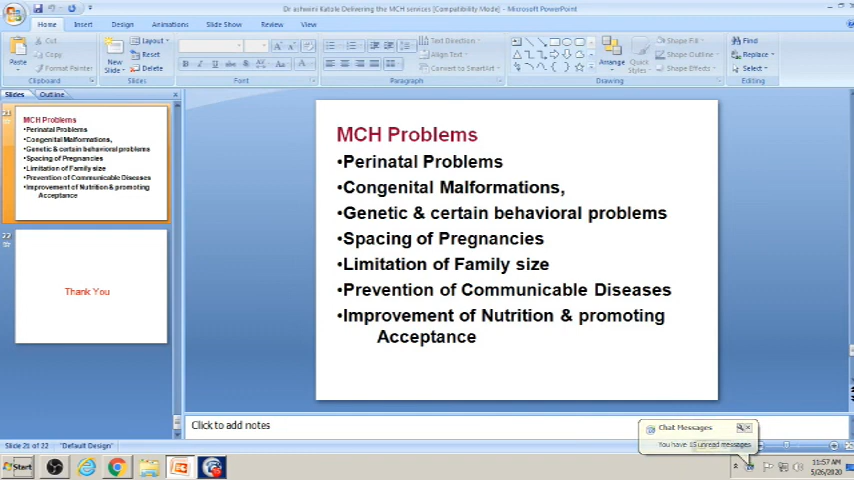 Dr ashwini Katole Delivering the MCH services [Compatibility Mode] - Microsoft PowerPoint
Home Insert Design Animations Slide Show Review View
Paste
Cut
Copy
Format Painter
Clipboard
New
Slide
Layout
Reset
Delete
Slides
Font
Text Direction
Align Text
Convert to SmartArt
Paragraph
Arrange
Quick
Styles
Shape Fill
Shape Outline
Shape Effects
Drawing
Find
Replace
Select
Editing
Slides Outline
21
MCH Problems
•Perinatal Problems
•Congenital Malformations,
•Genetic & certain behavioral problems
•Spacing of Pregnancies
•Limitation of Family size
•Prevention of Communicable Diseases
•Improvement of Nutrition & promoting
Acceptance
22
Thank You
MCH Problems
•Perinatal Problems
•Congenital Malformations,
•Genetic & certain behavioral problems
•Spacing of Pregnancies
•Limitation of Family size
•Prevention of Communicable Diseases
•Improvement of Nutrition & promoting
Acceptance
Click to add notes
Chat Messages
You have 15 unread messages
Slide 21 of 22 "Default Design"
Start
11:57 AM
5/26/2020